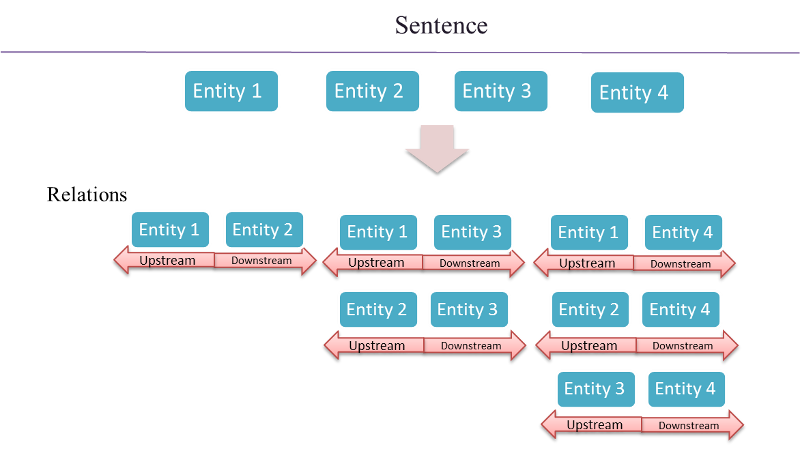 Sentence
Entity 1 Entity 2 Entity 3 Entity 4
Relations
Entity 1 Entity 2 Entity 1 Entity 3 Entity 1 Entity 4
Upstream Downstream Upstream Downstream Upstream Downstream
Entity 2 Entity 3 Entity 2 Entity 4
Upstream Downstream Upstream Downstream
Entity 3 Entity 4
Upstream Downstream